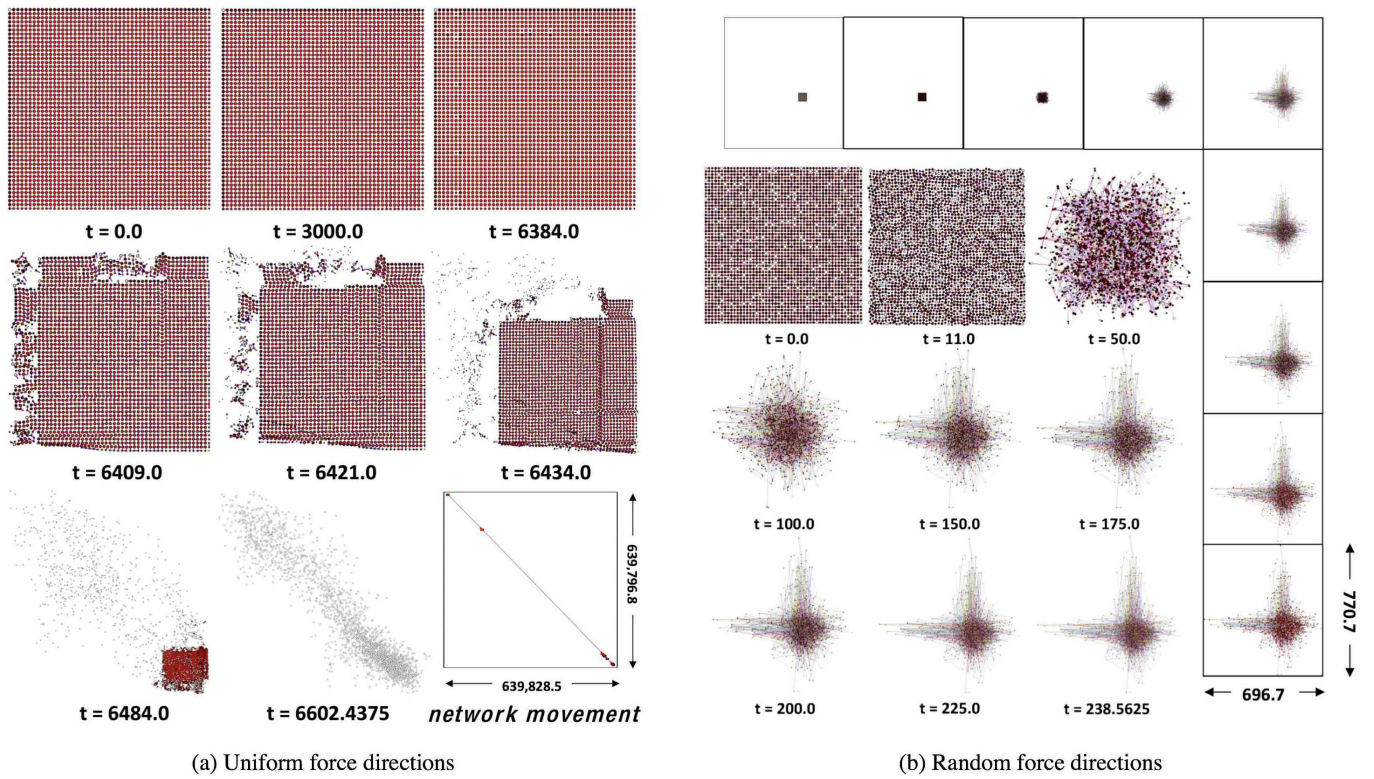 t = 0.0
t = 3000.0
t = 6384.0
t = 6409.0
t = 6421.0
t = 6434.0
639,796.8
639,828.5
t = 6484.0
t = 6602.4375
network movement
(a) Uniform force directions
t = 0.0
t = 11.0
t = 50.0
t = 100.0
t = 150.0
t = 175.0
t = 200.0
t = 225.0
t = 238.5625
770.7
696.7
(b) Random force directions